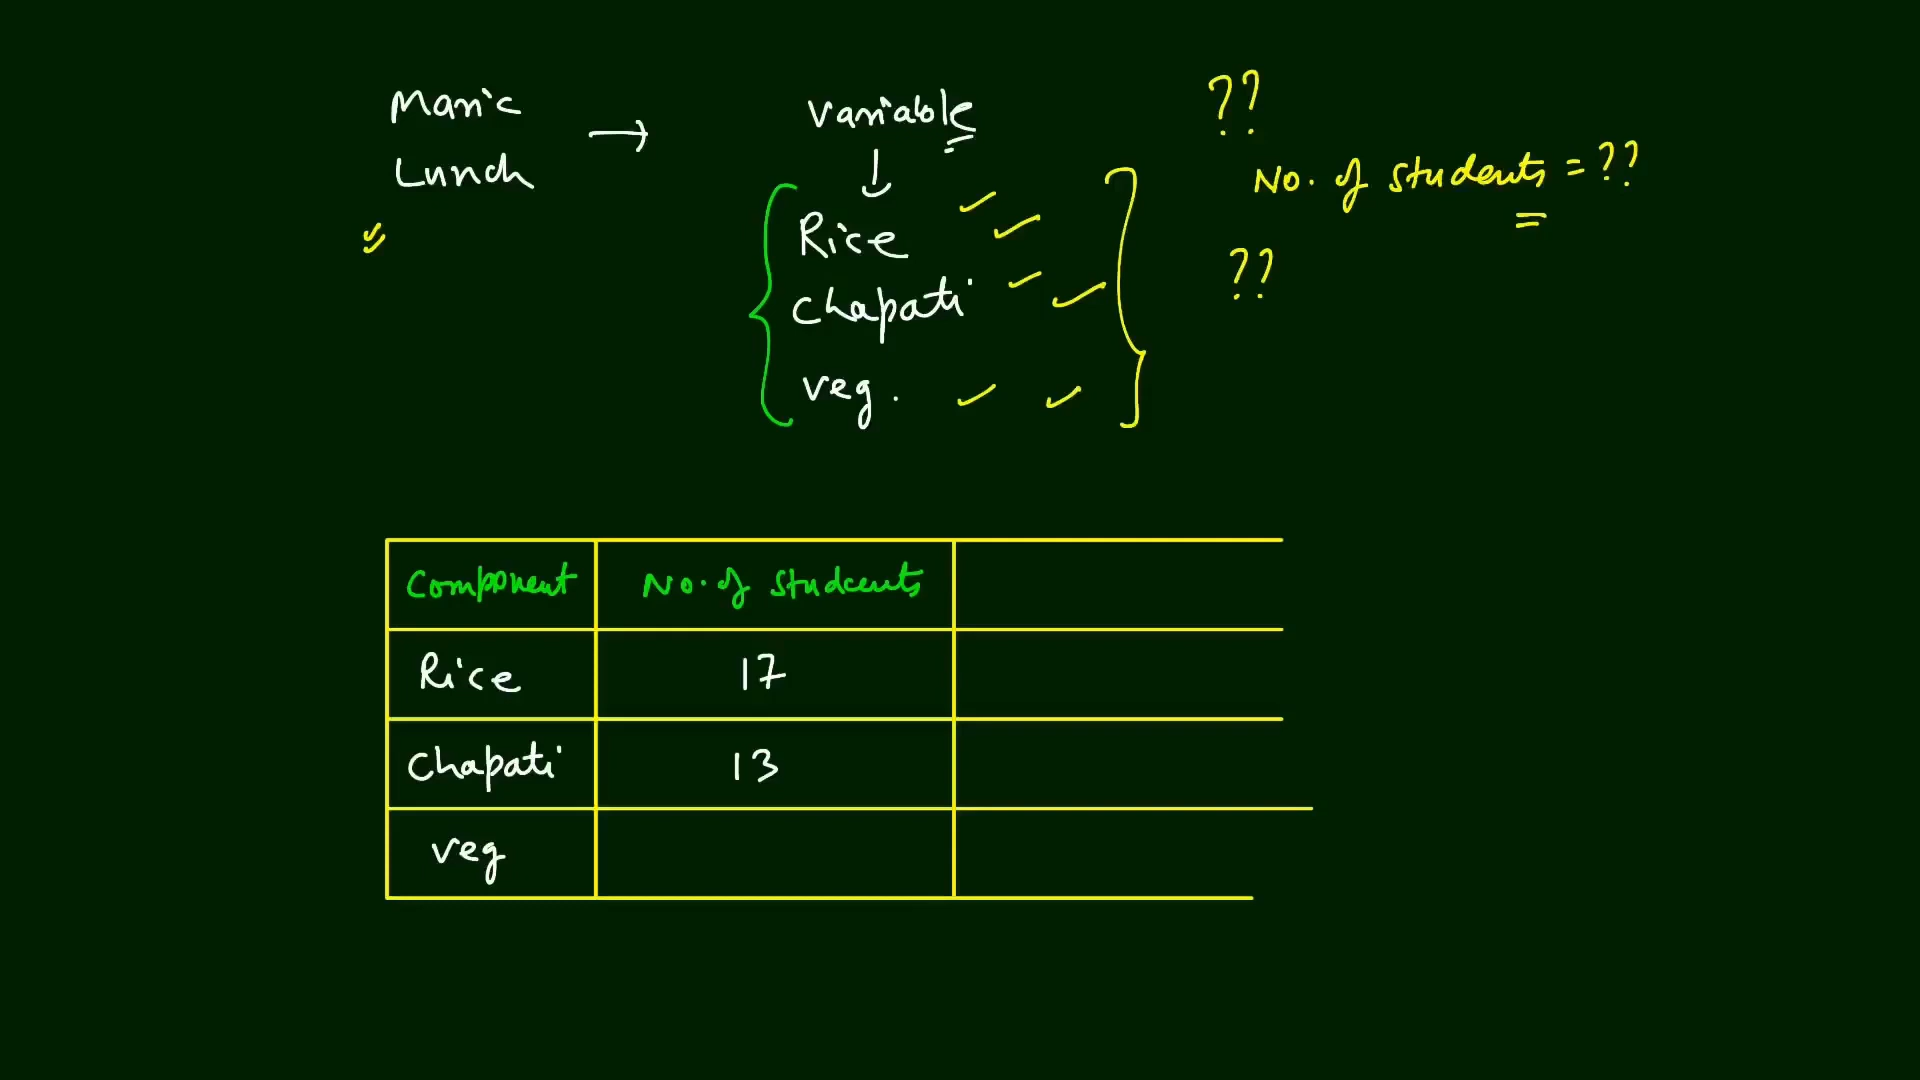 Manic → Variable ??
Lunch
No. of students = ??
Rice
??
Chapati
veg.
Component No. of students
Rice 17
Chapati 13
veg